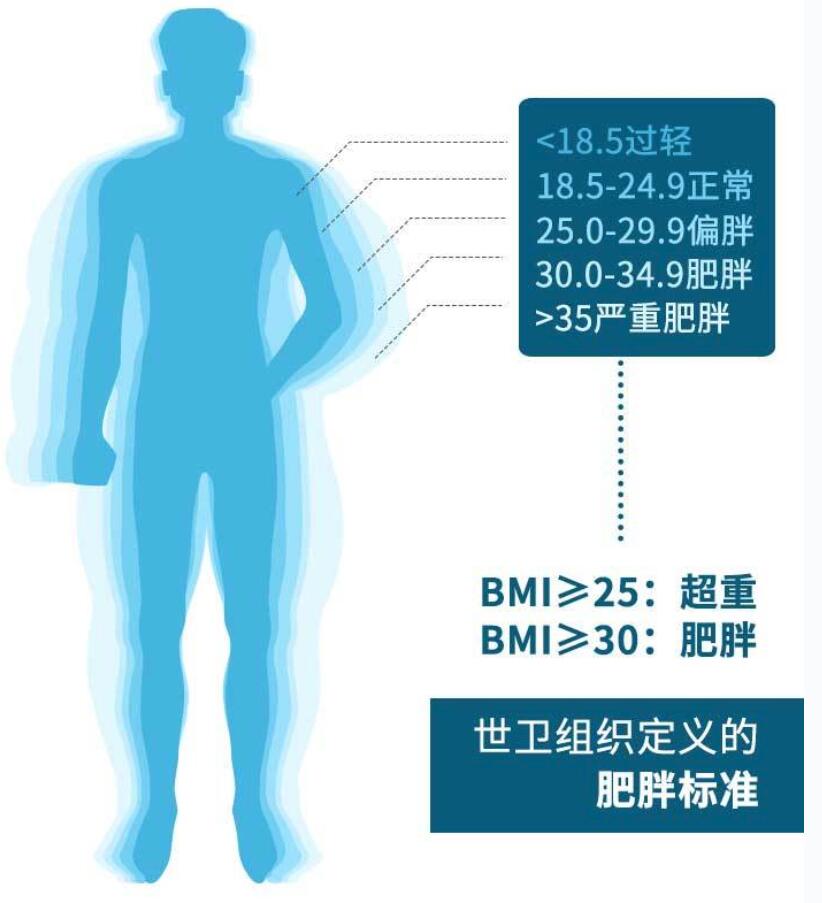 <18.5过轻
18.5-24.9正常
25.0-29.9偏胖
30.0-34.9肥胖
>35严重肥胖
BMI⩾25：超重
BMI⩾30：肥胖
世卫组织定义的
肥胖标准